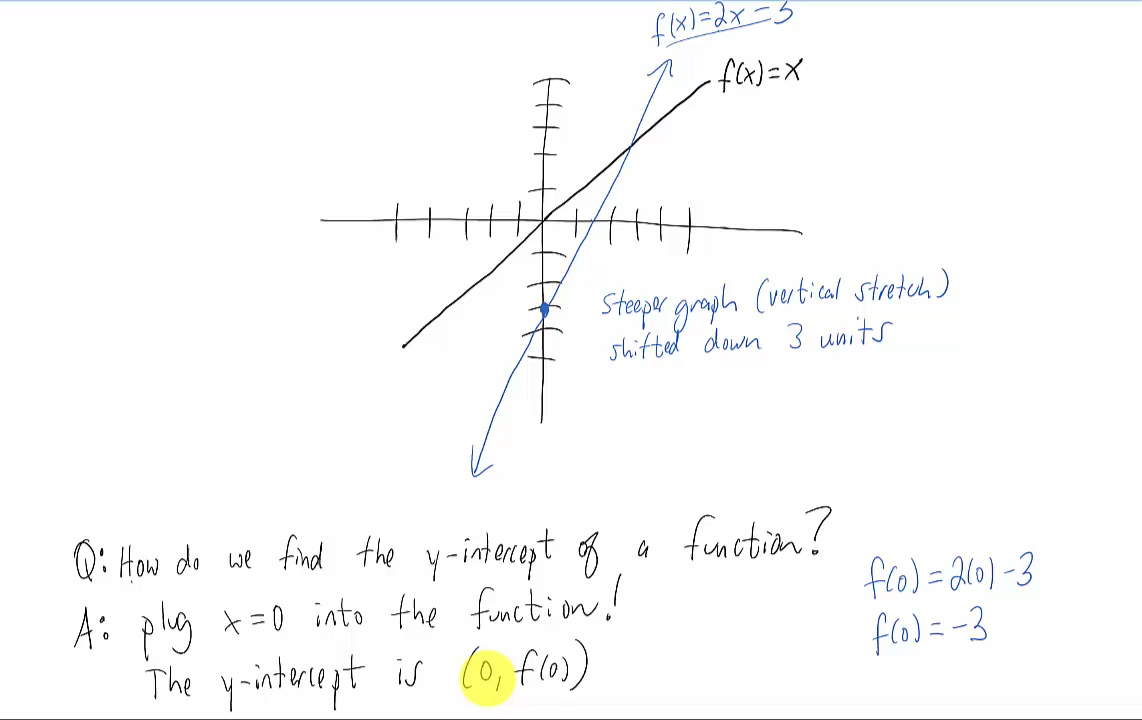 f(x)=2x-3
f(x)=x
Steeper graph (vertical stretch)
shifted down 3 units
Q: How do we find the y-intercept of a function?
A: plug x=0 into the function!
The y-intercept is (0, f(0))
f(0)=2(0)-3
f(0)=-3